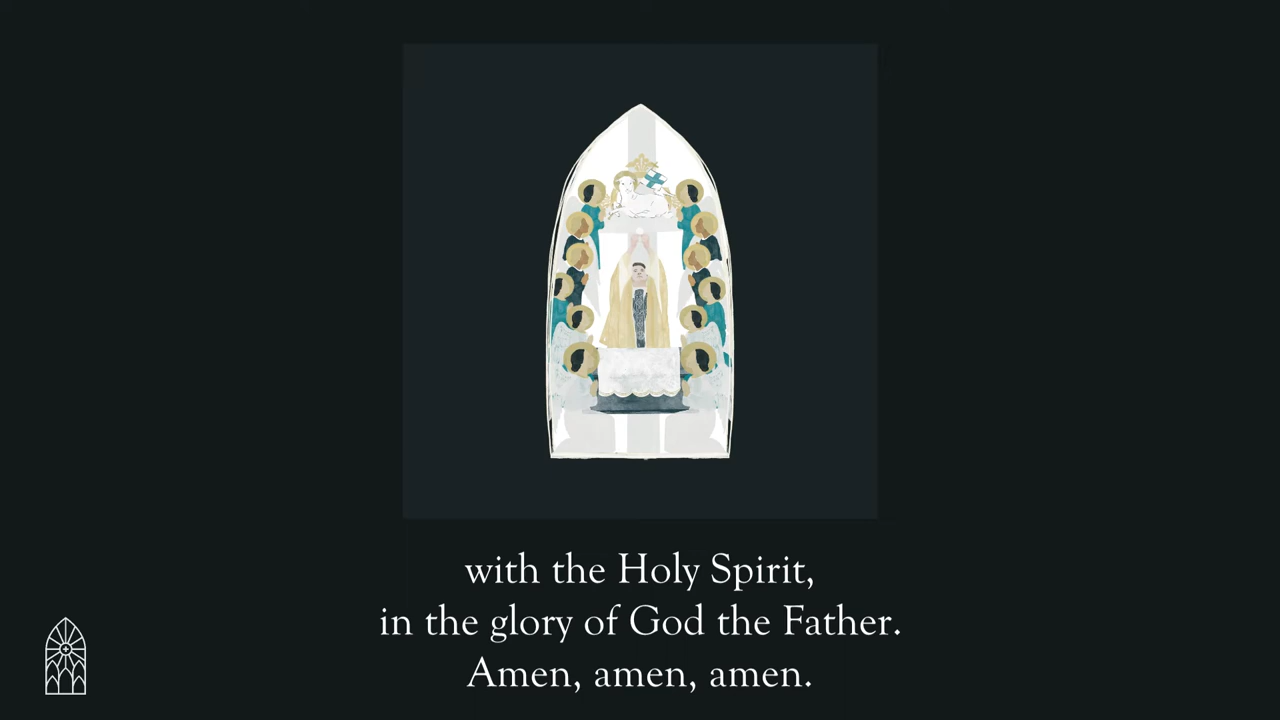 with the Holy Spirit,
in the glory of God the Father.
Amen, amen, amen.